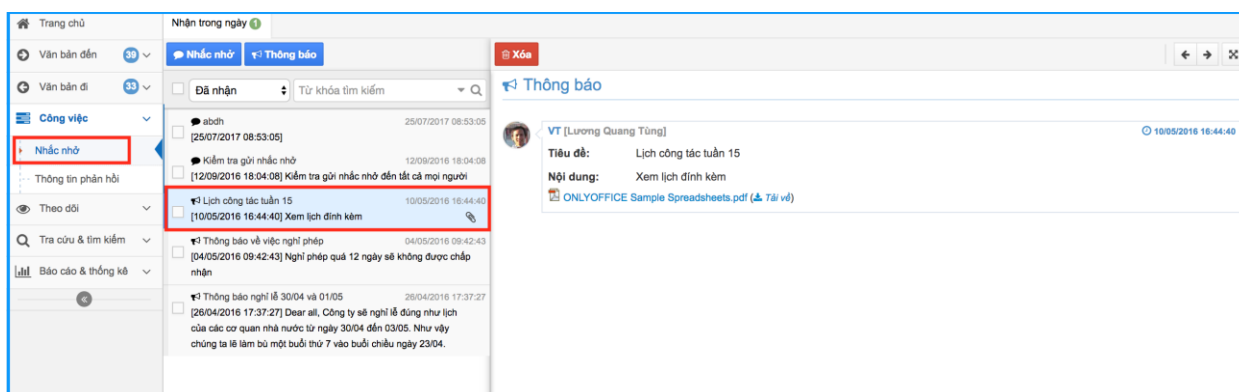 Trang chủ
Văn bản đến 39
Văn bản đi 33
Công việc
Nhắc nhở
Thông tin phản hồi
Theo dõi
Tra cứu & tìm kiếm
Báo cáo & thống kê
Nhận trong ngày 1
Nhắc nhở Thông báo
Đã nhận Từ khóa tìm kiếm
abdh 25/07/2017 08:53:05
[25/07/2017 08:53:05]
Kiểm tra gửi nhắc nhở 12/09/2016 18:04:08
[12/09/2016 18:04:08] Kiểm tra gửi nhắc nhở đến tất cả mọi người
Lịch công tác tuần 15 10/05/2016 16:44:40
[10/05/2016 16:44:40] Xem lịch đính kèm
Thông báo về việc nghỉ phép 04/05/2016 09:42:43
[04/05/2016 09:42:43] Nghỉ phép quá 12 ngày sẽ không được chấp
nhận
Thông báo nghỉ lễ 30/04 và 01/05 26/04/2016 17:37:27
[26/04/2016 17:37:27] Dear all, Công ty sẽ nghỉ lễ đúng như lịch
của các cơ quan nhà nước từ ngày 30/04 đến 03/05. Như vậy
chúng ta lẽ làm bù một buổi thứ 7 vào buổi chiều ngày 23/04.
Xóa
Thông báo
VT [Lương Quang Tùng] 10/05/2016 16:44:40
Tiêu đề: Lịch công tác tuần 15
Nội dung: Xem lịch đính kèm
ONLYOFFICE Sample Spreadsheets.pdf (Tải về)